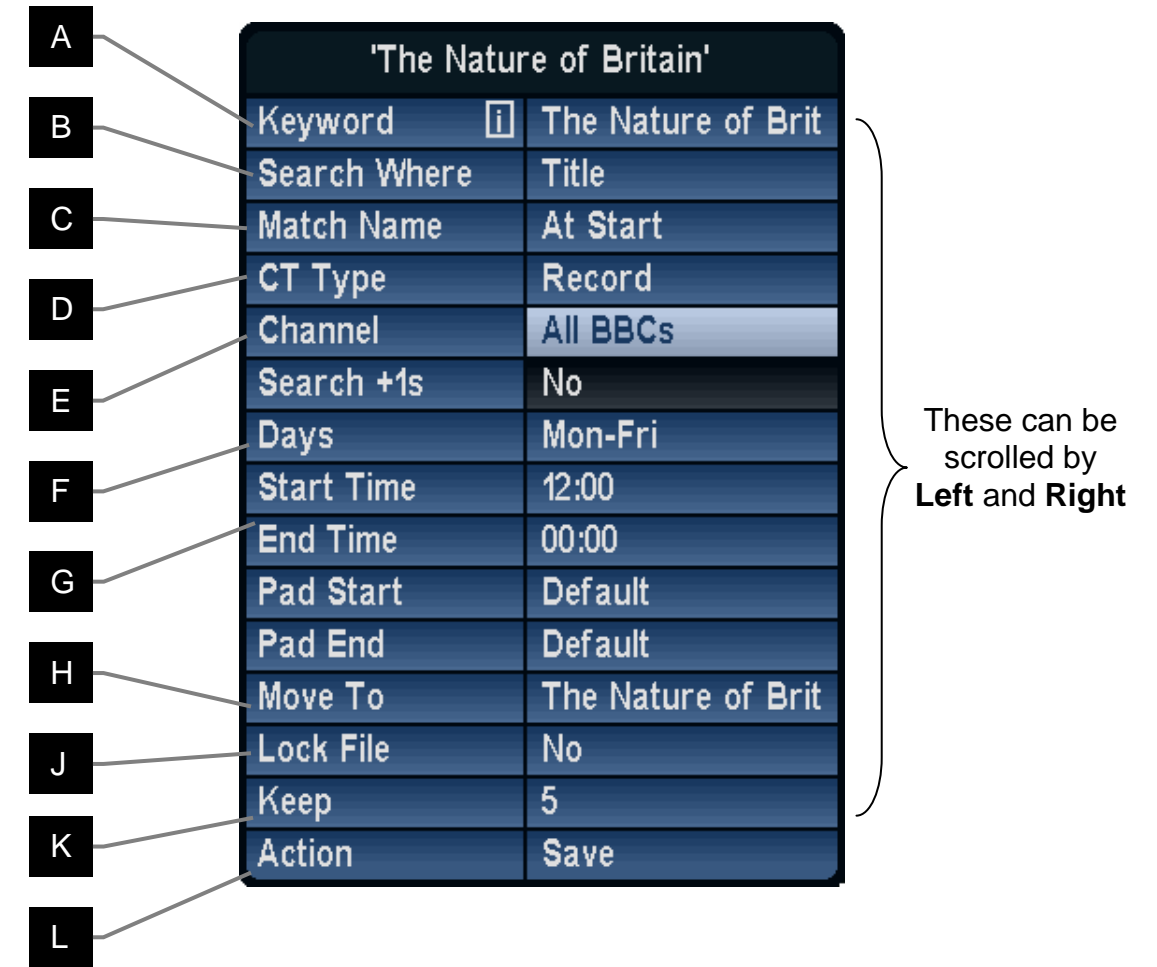 A
B
C
D
E
F
G
H
J
K
L
'The Nature of Britain'
Keyword i The Nature of Brit
Search Where Title
Match Name At Start
CT Type Record
Channel All BBCs
Search +1s No
Days Mon-Fri
Start Time 12:00
End Time 00:00
Pad Start Default
Pad End Default
Move To The Nature of Brit
Lock File No
Keep 5
Action Save
These can be
scrolled by
Left and Right